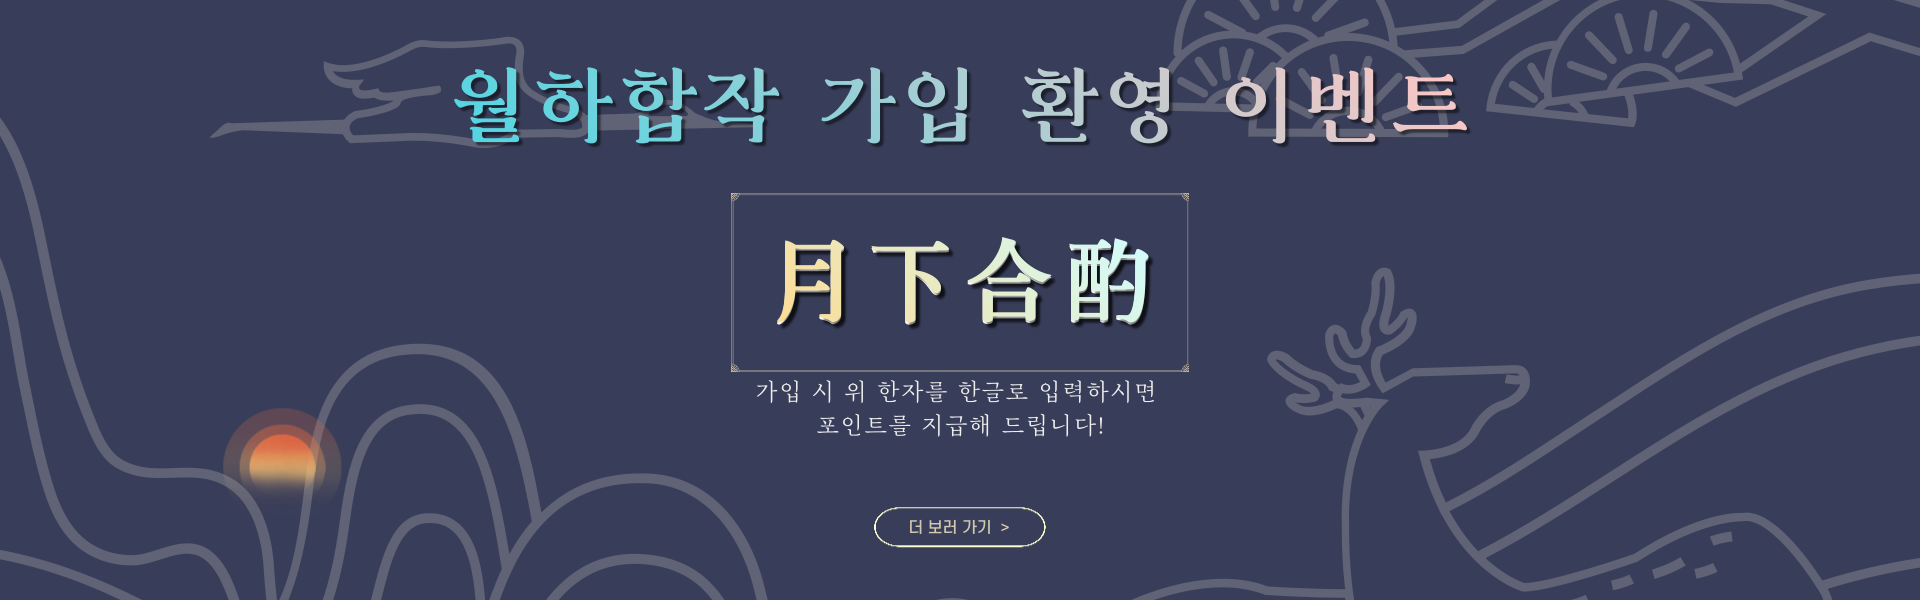 월하합작 가입 환영 이벤트
月下合酌
가입 시 위 한자를 한글로 입력하시면
포인트를 지급해 드립니다!
더 보러 가기 >